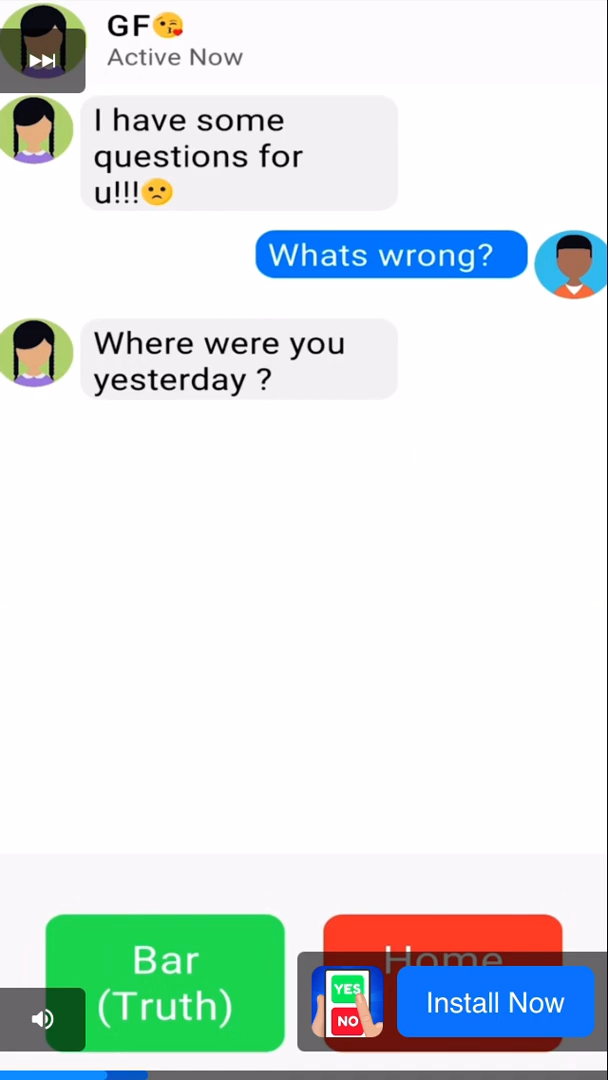 GF😘
Active Now
I have some
questions for
u!!!🙁
Whats wrong?
Where were you
yesterday ?
Bar
(Truth)
Home
YES
NO
Install Now